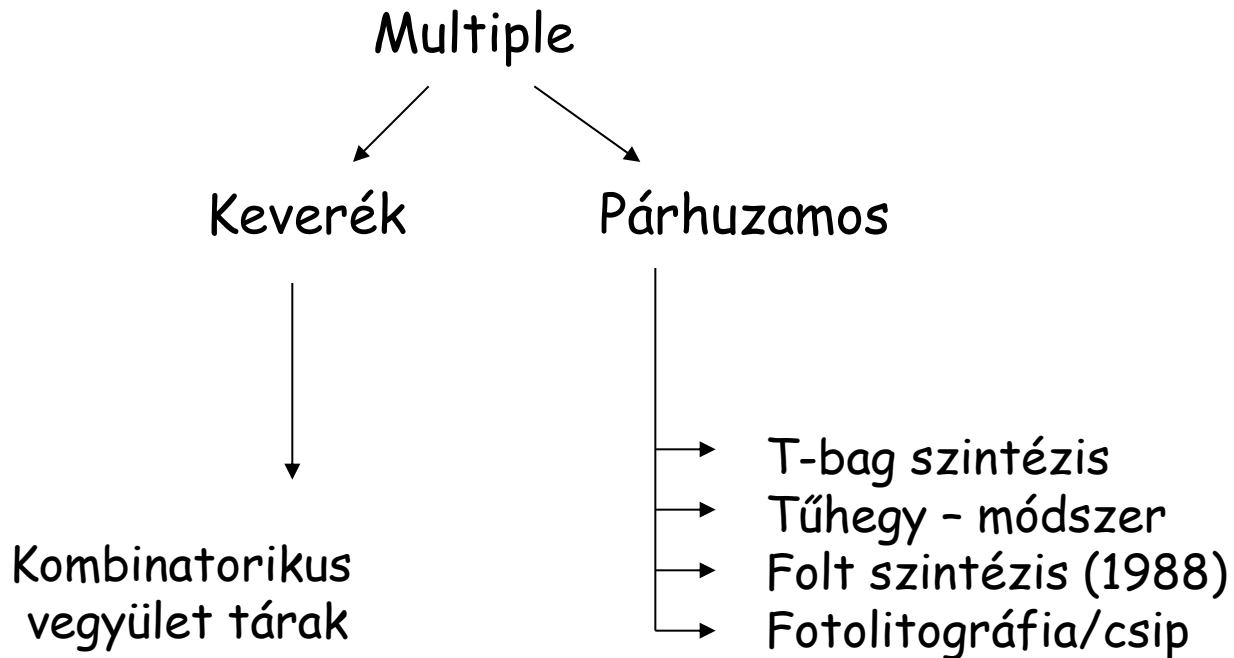 Multiple
Keverék
Párhuzamos
Kombinatorikus
vegyület tárak
T-bag szintézis
Tűhegy – módszer
Folt szintézis (1988)
Fotolitográfia/csip